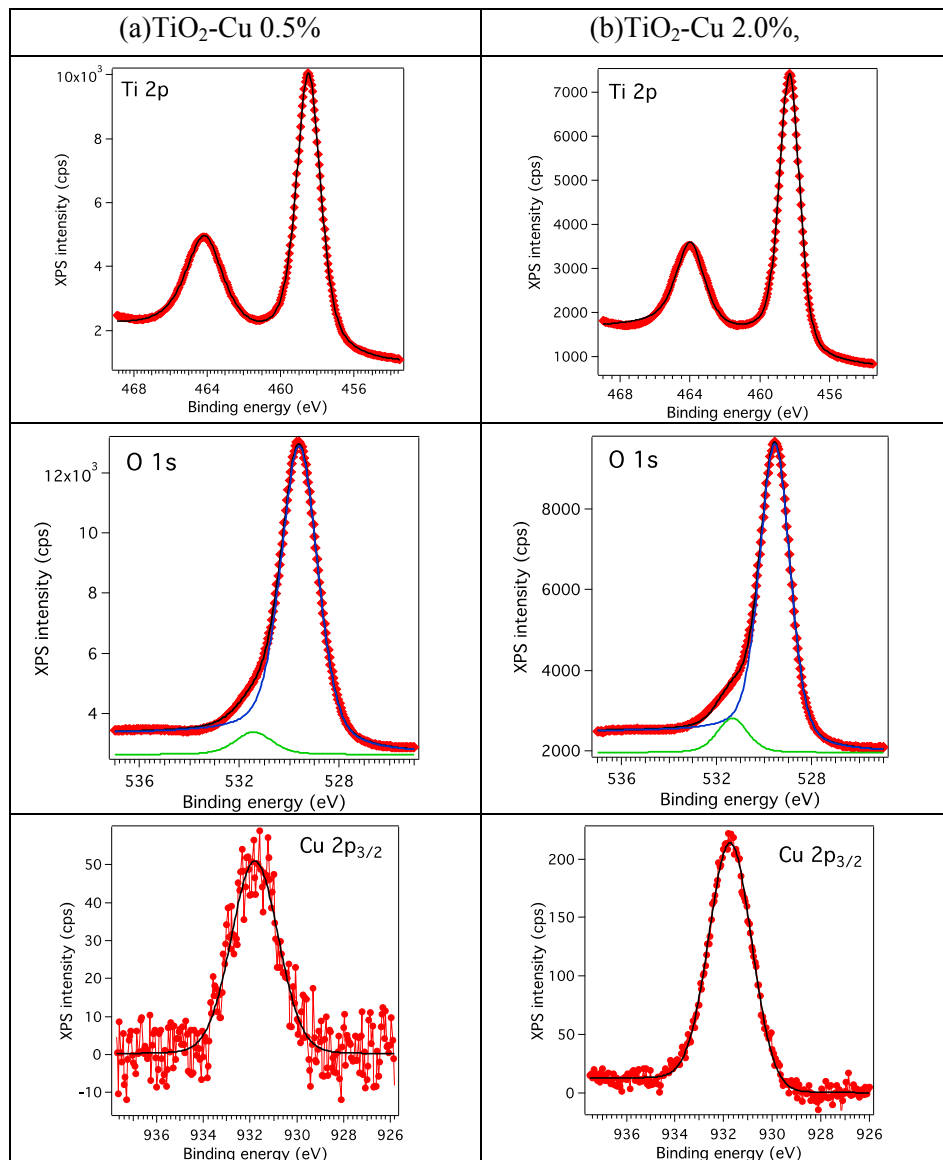 (a)TiO₂-Cu 0.5%
(b)TiO₂-Cu 2.0%,
Ti 2p
10x10³
8
6
4
2
XPS intensity (cps)
468 464 460 456
Binding energy (eV)
Ti 2p
7000
6000
5000
4000
3000
2000
1000
XPS intensity (cps)
468 464 460 456
Binding energy (eV)
O 1s
12x10³
10
8
6
4
XPS intensity (cps)
536 532 528
Binding energy (eV)
O 1s
8000
6000
4000
2000
XPS intensity (cps)
536 532 528
Binding energy (eV)
Cu 2p₃/₂
50
40
30
20
10
0
-10
XPS intensity (cps)
936 934 932 930 928 926
Binding energy (eV)
Cu 2p₃/₂
200
150
100
50
0
XPS intensity (cps)
936 934 932 930 928 926
Binding energy (eV)